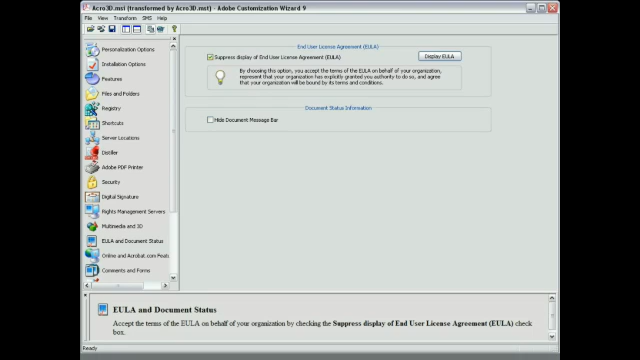 Acro3D.msi (transformed by Acro3D.mst) - Adobe Customization Wizard 9
File View Transform SMS Help
Personalization Options
Installation Options
Features
Files and Folders
Registry
Shortcuts
Server Locations
Distiller
Adobe PDF Printer
Security
Digital Signature
Rights Management Servers
Multimedia and 3D
EULA and Document Status
Online and Acrobat.com Featu
Comments and Forms
End User License Agreement (EULA)
Suppress display of End User License Agreement (EULA)
Display EULA
By choosing this option, you accept the terms of the EULA on behalf of your organization,
represent that your organization has explicitly granted you authority to do so, and agree
that your organization will be bound by its terms and conditions.
Document Status Information
Hide Document Message Bar
EULA and Document Status
Accept the terms of the EULA on behalf of your organization by checking the Suppress display of End User License Agreement (EULA) check
box.
Ready